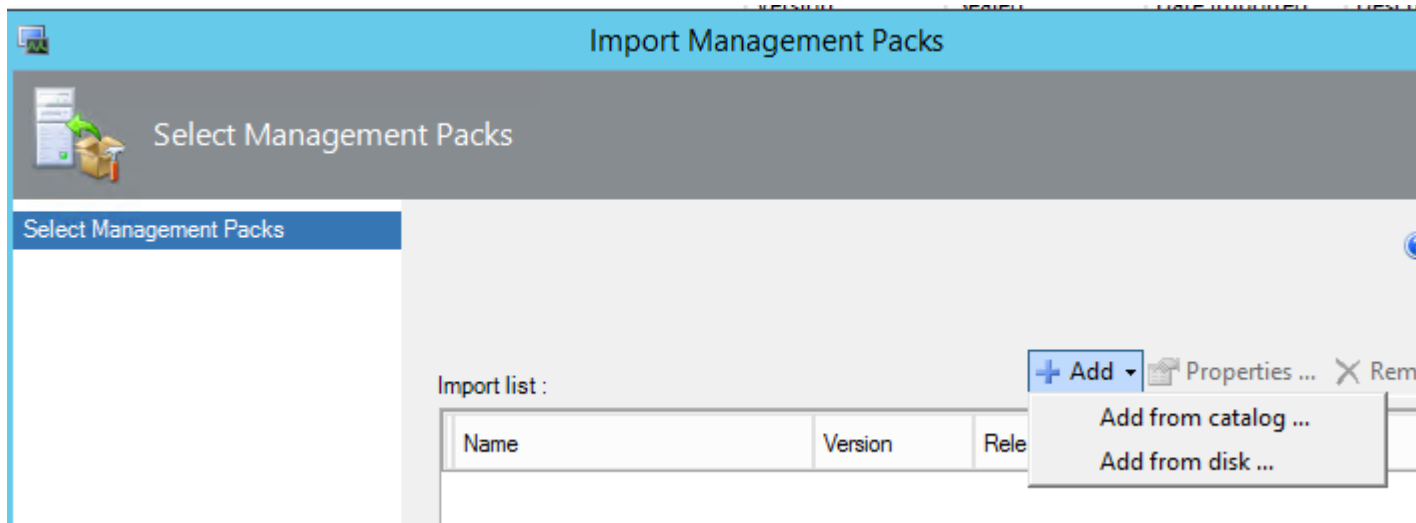 Import Management Packs
Select Management Packs
Select Management Packs
Add
Properties ...
Import list :
Add from catalog ...
Name
Version
Add from disk ...